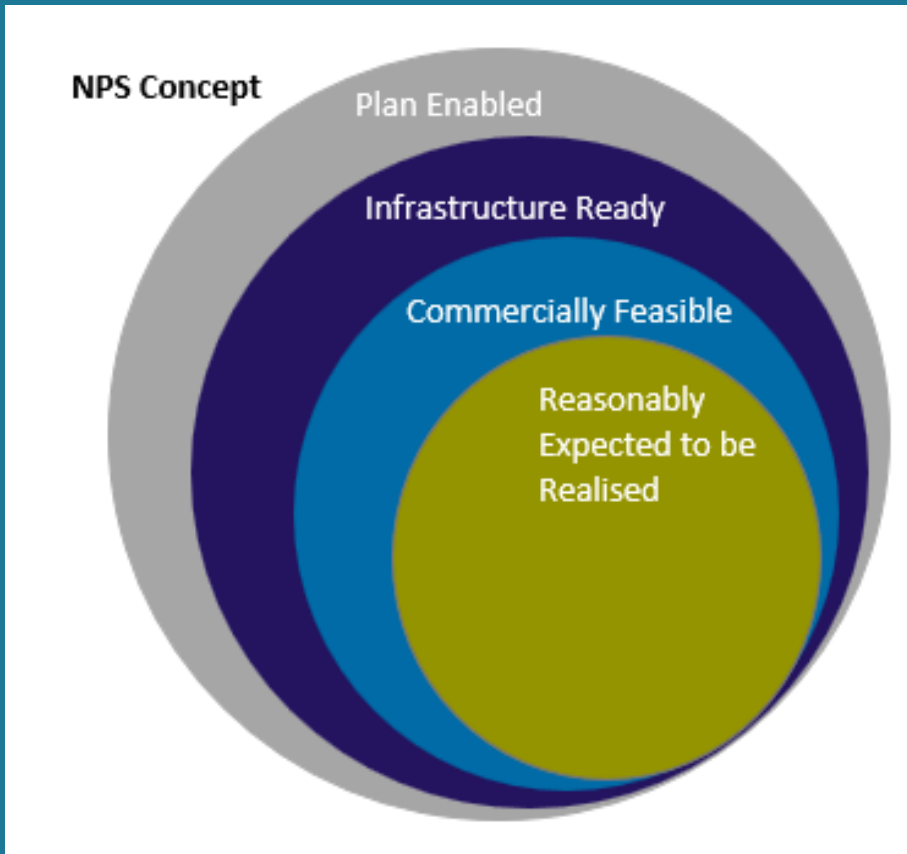 NPS Concept
Plan Enabled
Infrastructure Ready
Commercially Feasible
Reasonably
Expected to be
Realised